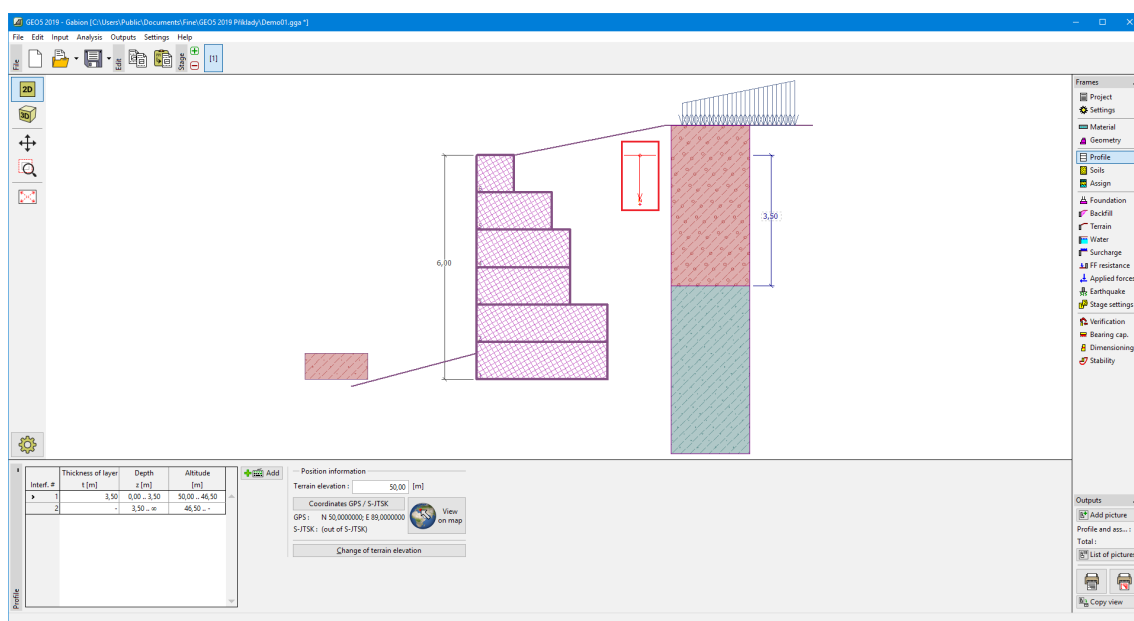 GEO5 2019 - Gabion [C:\Users\Public\Documents\Fine\GEO5 2019 Příklady\Demo01.gga *]
File Edit Input Analysis Outputs Settings Help
File
Edit
Stage
[1]
2D
3D
6,00
3,50
Frames
Project
Settings
Material
Geometry
Profile
Soils
Assign
Foundation
Backfill
Terrain
Water
Surcharge
FF resistance
Applied forces
Earthquake
Stage settings
Verification
Bearing cap.
Dimensioning
Stability
Profile
Thickness of layer Depth Altitude
Interf. # t [m] z [m] [m]
1 3,50 0,00 .. 3,50 50,00 .. 46,50
2 - 3,50 .. ∞ 46,50 .. -
Add
Position information
Terrain elevation : 50,00 [m]
Coordinates GPS / S-JTSK
GPS : N 50,0000000; E 89,0000000
S-JTSK : (out of S-JTSK)
View
on map
Change of terrain elevation
Outputs
Add picture
Profile and ass... :
Total :
List of pictures
Copy view